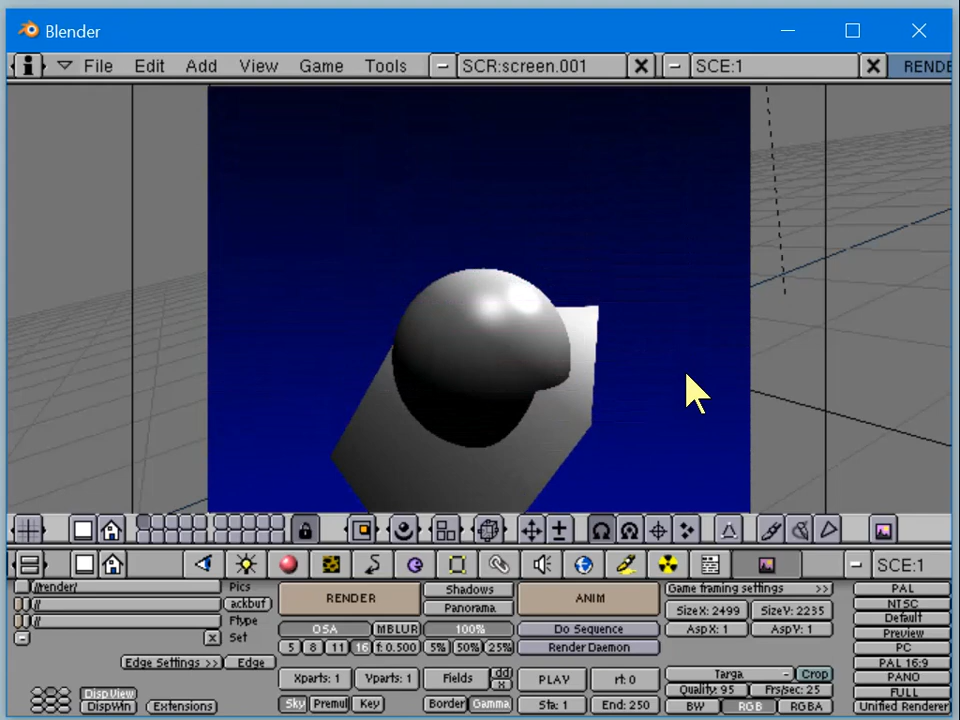 Blender
File Edit Add View Game Tools SCR:screen.001 SCE:1
SCE:1
//render/ Pics
// ackbuf
// Ftype
Set
Edge Settings >> Edge
DispView
DispWin Extensions
RENDER
Shadows
Panorama
OSA MBLUR 100%
5 8 11 16 f: 0.500 5% 50% 25%
Xparts: 1 Yparts: 1 Fields dd x
Sky Premul Key Border Gamma
ANIM
Do Sequence
Render Daemon
PLAY rt: 0
Sta: 1 End: 250
Game framing settings >>
SizeX: 2499 SizeY: 2235
AspX: 1 AspY: 1
Targa Crop
Quality: 95 Frs/sec: 25
BW RGB RGBA
PAL
NTSC
Default
Preview
PC
PAL 16:9
PANO
FULL
Unified Renderer